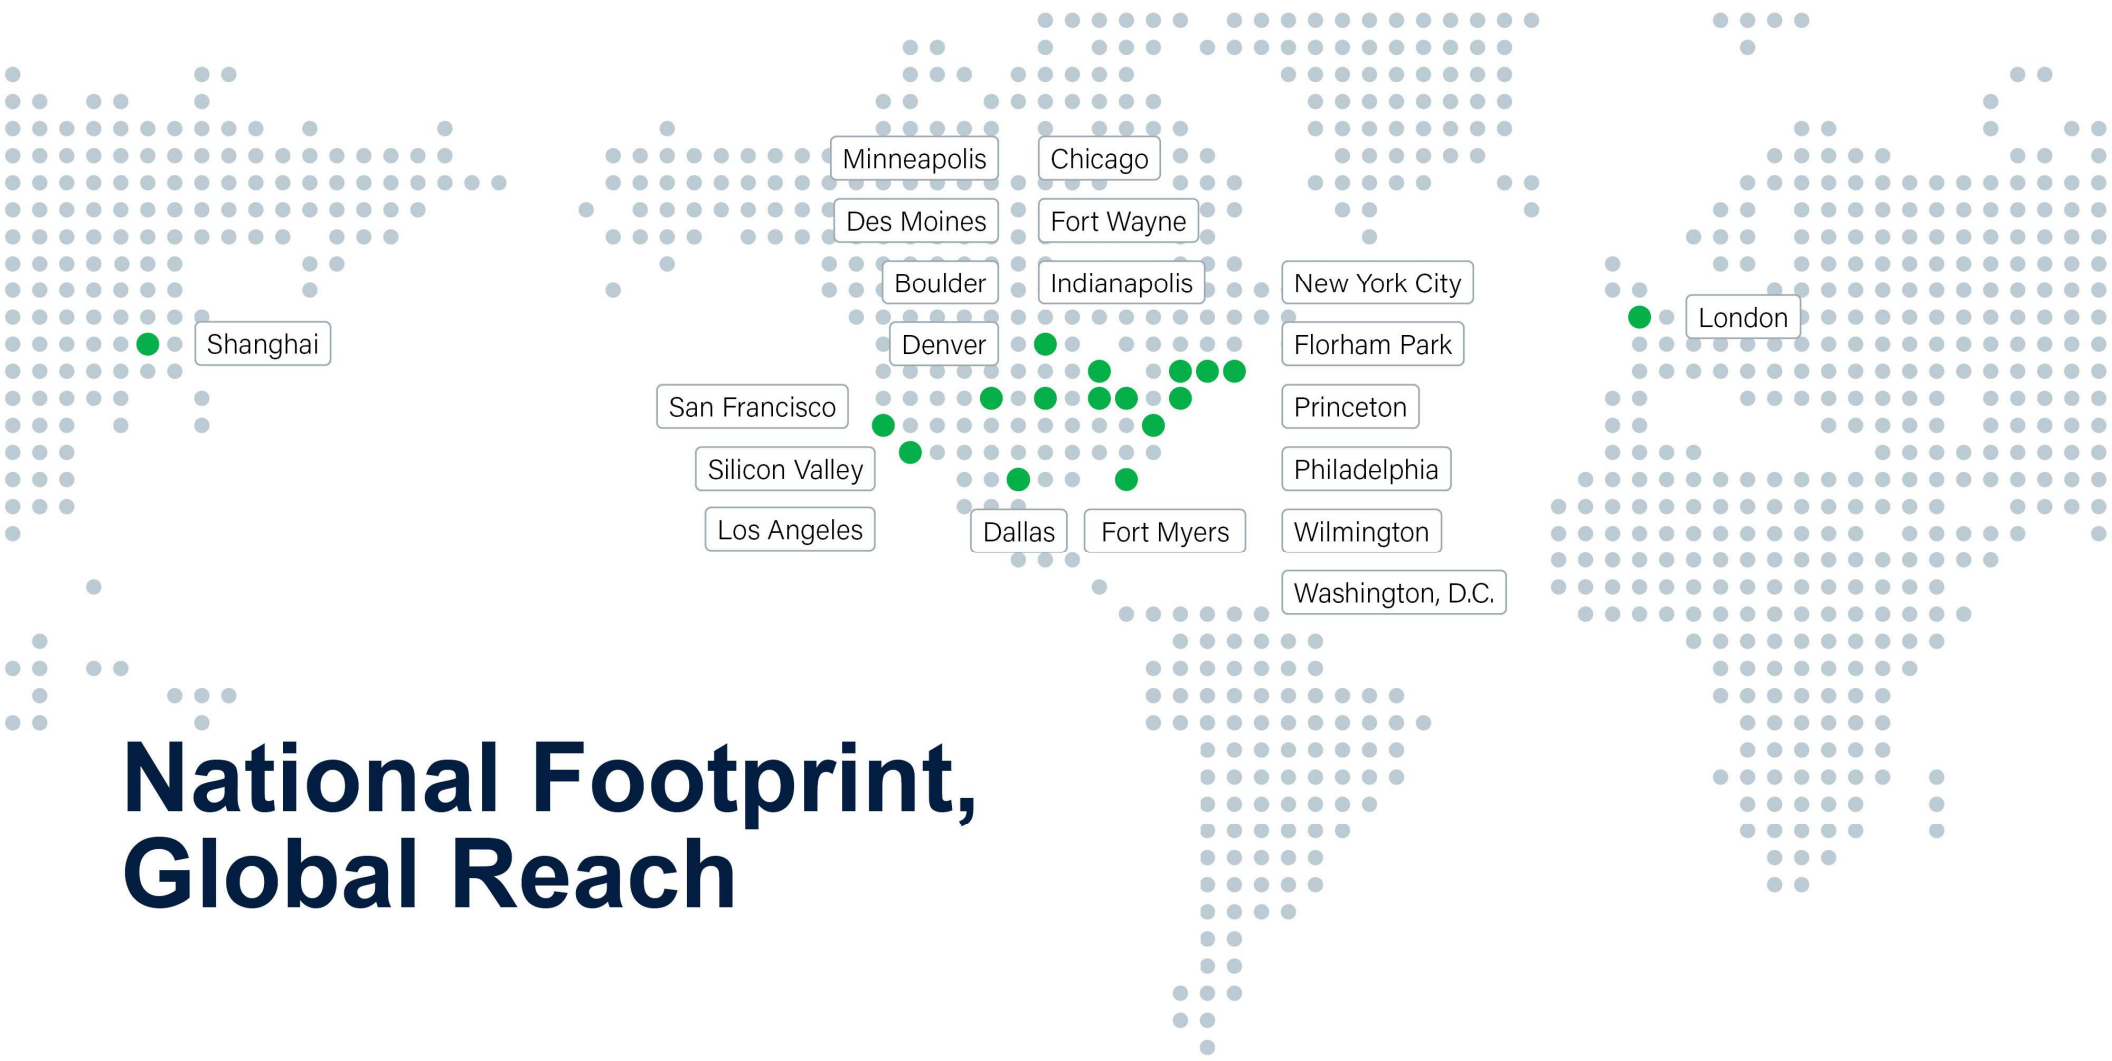 Minneapolis
Chicago
Des Moines
Fort Wayne
Boulder
Indianapolis
New York City
London
Shanghai
Denver
Florham Park
San Francisco
Princeton
Silicon Valley
Philadelphia
Los Angeles
Dallas
Fort Myers
Wilmington
Washington, D.C.
National Footprint,
Global Reach